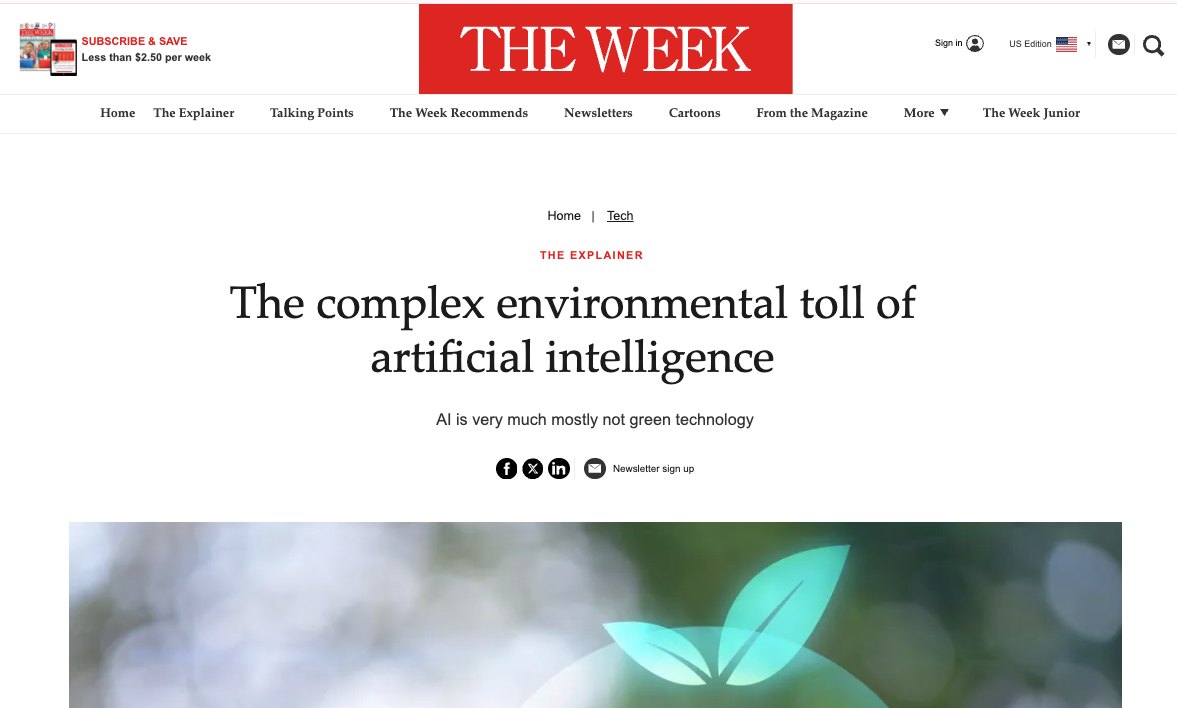 SUBSCRIBE & SAVE
Less than $2.50 per week
THE WEEK
THE WEEK
Sign in
US Edition
Home The Explainer Talking Points The Week Recommends Newsletters Cartoons From the Magazine More The Week Junior
Home | Tech
THE EXPLAINER
The complex environmental toll of
artificial intelligence
AI is very much mostly not green technology
Newsletter sign up